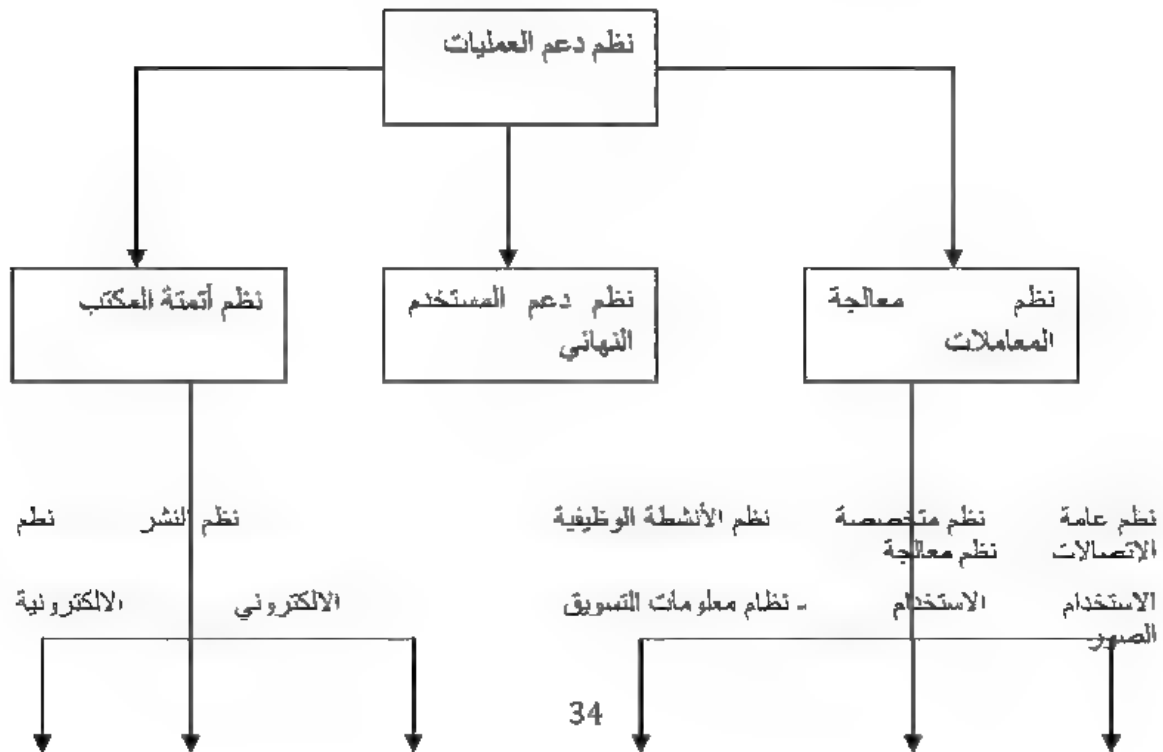 نظم دعم العمليات
نظم معالجة
المعاملات
نظم دعم المستخدم
النهائي
نظم أتمتة المكتب
نظم عامة نظم متخصصة نظم الأنشطة الوظيفية نظم النشر نظم
الاتصالات نظم معالجة
الاستخدام الاستخدام - نظام معلومات التسويق الالكتروني الالكترونية
الصور
34